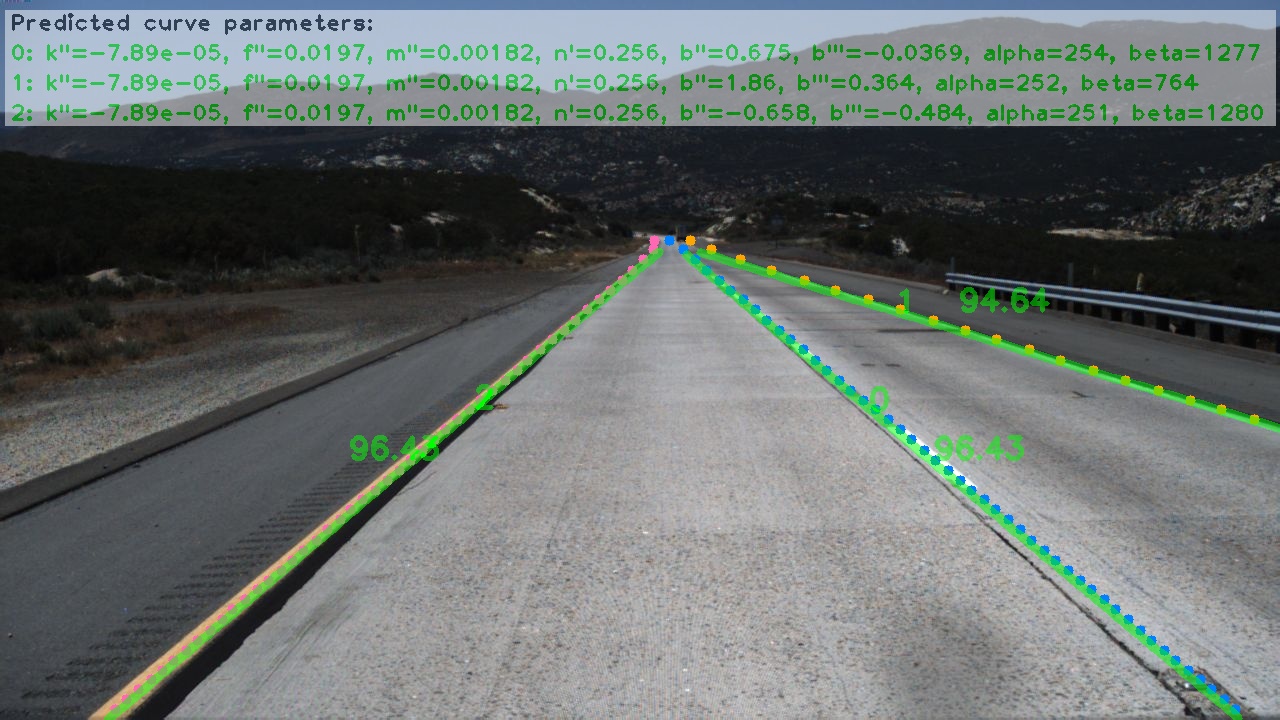 Predicted curve parameters:
0: k''=-7.89e-05, f''=0.0197, m''=0.00182, n'=0.256, b''=0.675, b'''=-0.0369, alpha=254, beta=1277
1: k''=-7.89e-05, f''=0.0197, m''=0.00182, n'=0.256, b''=1.86, b'''=0.364, alpha=252, beta=764
2: k''=-7.89e-05, f''=0.0197, m''=0.00182, n'=0.256, b''=-0.658, b'''=-0.484, alpha=251, beta=1280
1 94.64
2
0
96.43